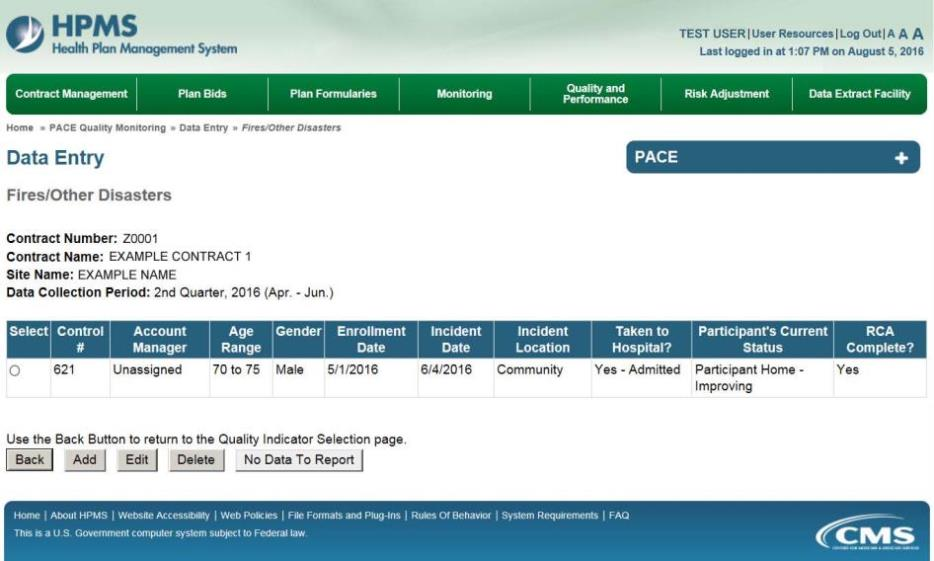 HPMS
Health Plan Management System
TEST USER|User Resources|Log Out|A A A
Last logged in at 1:07 PM on August 5, 2016
Contract Management Plan Bids Plan Formularies Monitoring Quality and Performance Risk Adjustment Data Extract Facility
Home » PACE Quality Monitoring » Data Entry » Fires/Other Disasters
Data Entry
PACE +
Fires/Other Disasters
Contract Number: Z0001
Contract Name: EXAMPLE CONTRACT 1
Site Name: EXAMPLE NAME
Data Collection Period: 2nd Quarter, 2016 (Apr. - Jun.)
Select Control # Account Manager Age Range Gender Enrollment Date Incident Date Incident Location Taken to Hospital? Participant's Current Status RCA Complete?
621 Unassigned 70 to 75 Male 5/1/2016 6/4/2016 Community Yes - Admitted Participant Home - Improving Yes
Use the Back Button to return to the Quality Indicator Selection page.
Back Add Edit Delete No Data To Report
Home | About HPMS | Website Accessibility | Web Policies | File Formats and Plug-Ins | Rules Of Behavior | System Requirements | FAQ
This is a U.S. Government computer system subject to Federal law.
CMS